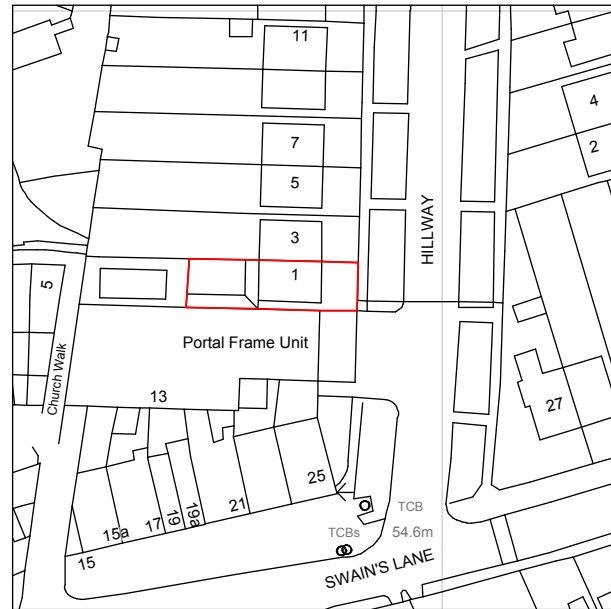 11
4
7
2
5
HILLWAY
3
1
5
Portal Frame Unit
Church Walk
13
27
25
21
19a
19
17
15a
15
TCB
TCBs
54.6m
SWAIN'S LANE